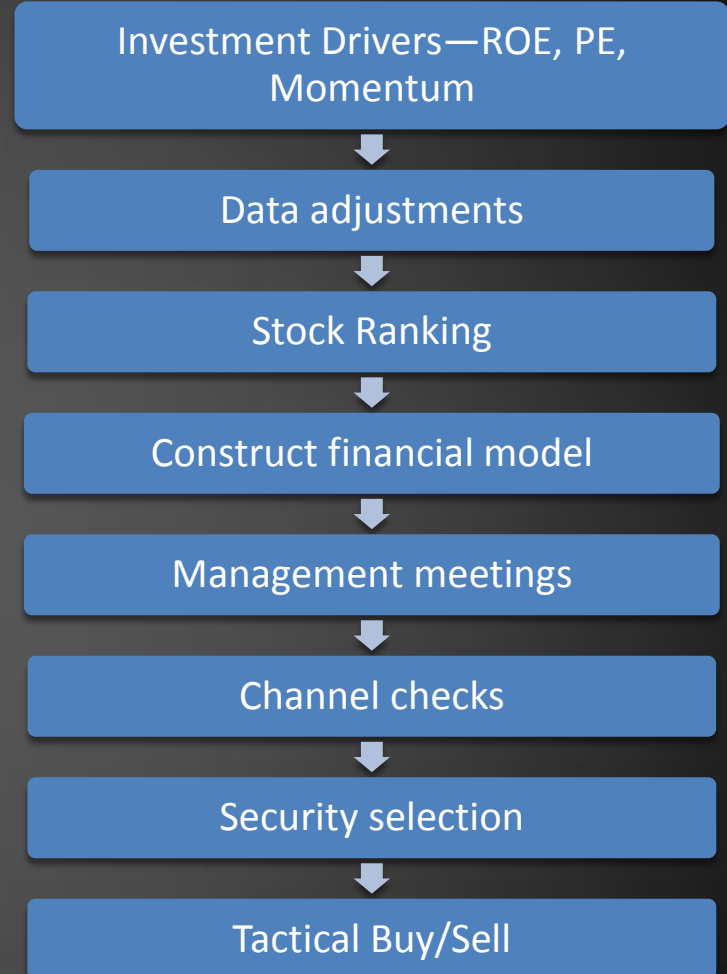 Investment Drivers—ROE, PE,
Momentum
Data adjustments
Stock Ranking
Construct financial model
Management meetings
Channel checks
Security selection
Tactical Buy/Sell